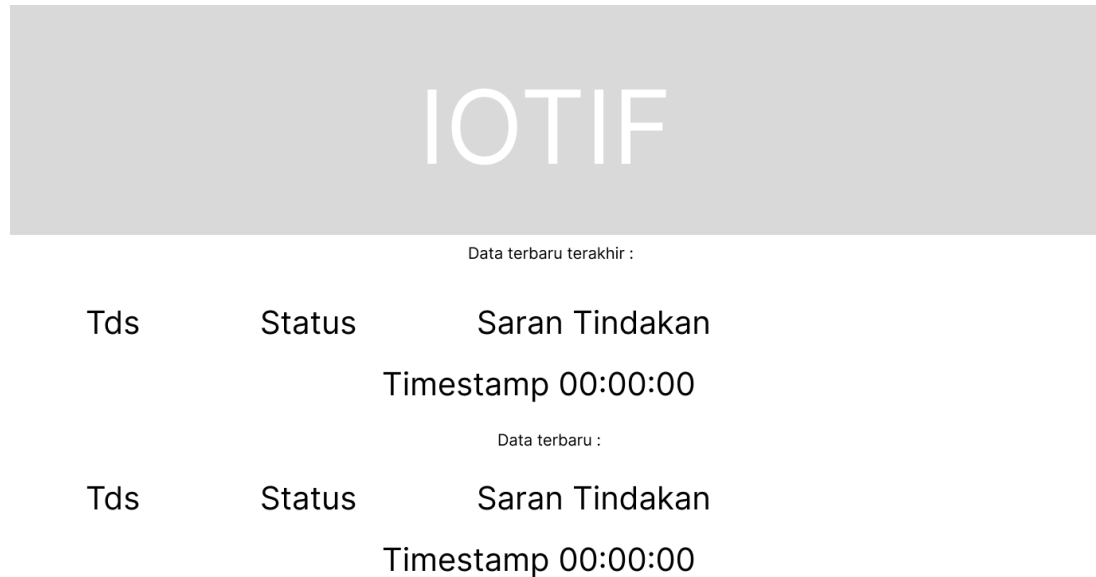 IOTIF
Data terbaru terakhir :
Tds Status Saran Tindakan
Timestamp 00:00:00
Data terbaru :
Tds Status Saran Tindakan
Timestamp 00:00:00